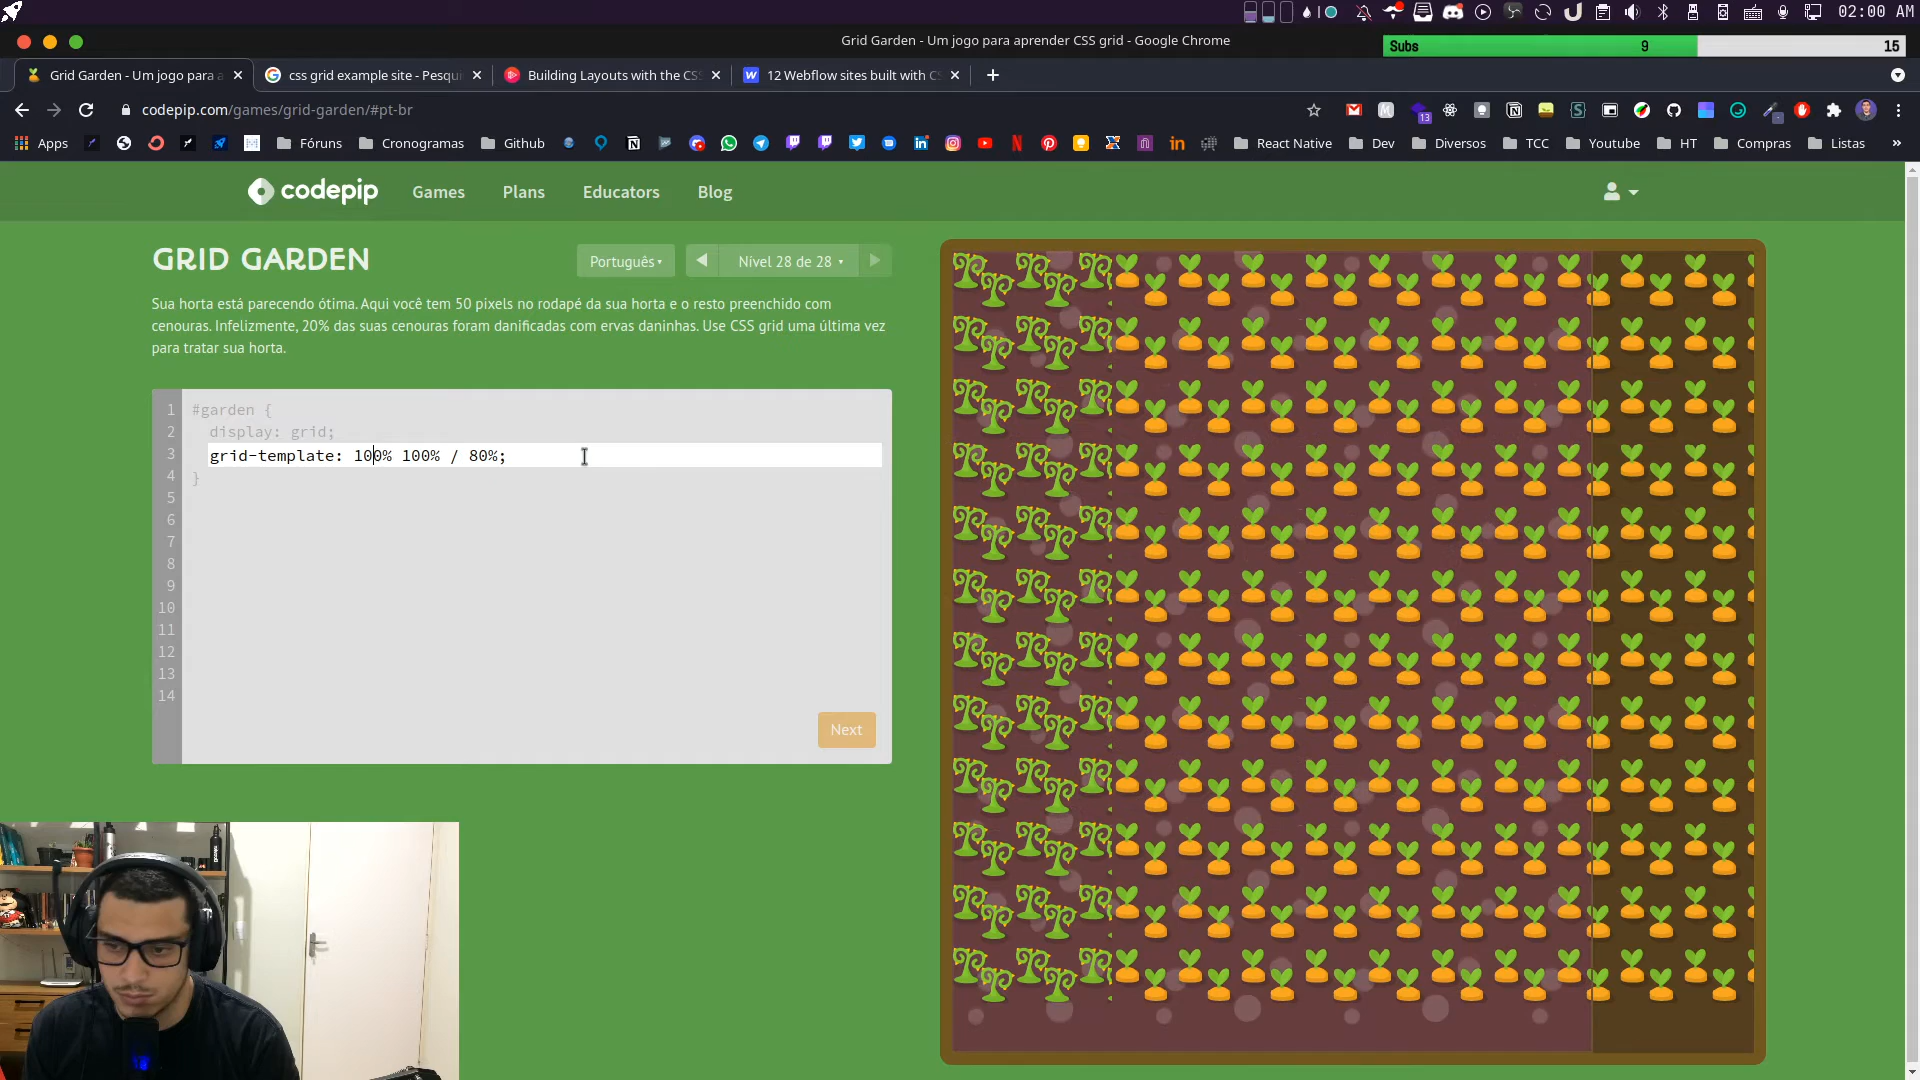 02:00 AM
Grid Garden - Um jogo para aprender CSS grid - Google Chrome
Subs 9 15
Grid Garden - Um jogo para a
css grid example site - Pesqu
Building Layouts with the CSS
12 Webflow sites built with CS
codepip.com/games/grid-garden/#pt-br
13
Apps
Fóruns
Cronogramas
Github
React Native
Dev
Diversos
TCC
Youtube
HT
Compras
Listas
codepip
Games
Plans
Educators
Blog
GRID GARDEN
Português
Nível 28 de 28
Sua horta está parecendo ótima. Aqui você tem 50 pixels no rodapé da sua horta e o resto preenchido com
cenouras. Infelizmente, 20% das suas cenouras foram danificadas com ervas daninhas. Use CSS grid uma última vez
para tratar sua horta.
1 #garden {
2 display: grid;
3 grid-template: 100% 100% / 80%;
4 }
5
6
7
8
9
10
11
12
13
14
Next